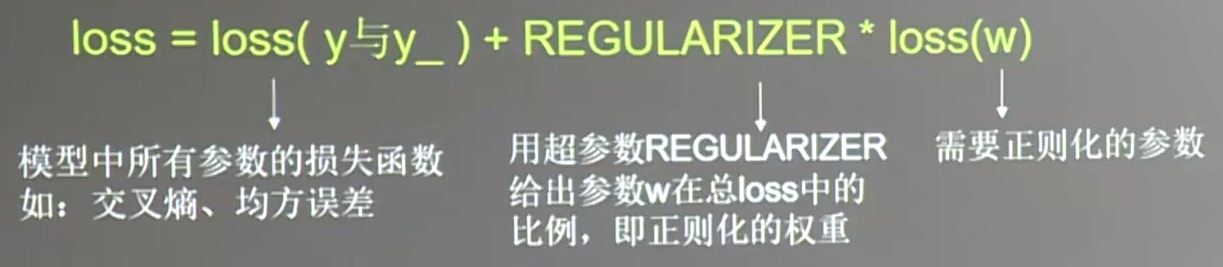 loss = loss( y与y_ ) + REGULARIZER * loss(w)
模型中所有参数的损失函数
如：交叉熵、均方误差
用超参数REGULARIZER
给出参数w在总loss中的
比例，即正则化的权重
需要正则化的参数